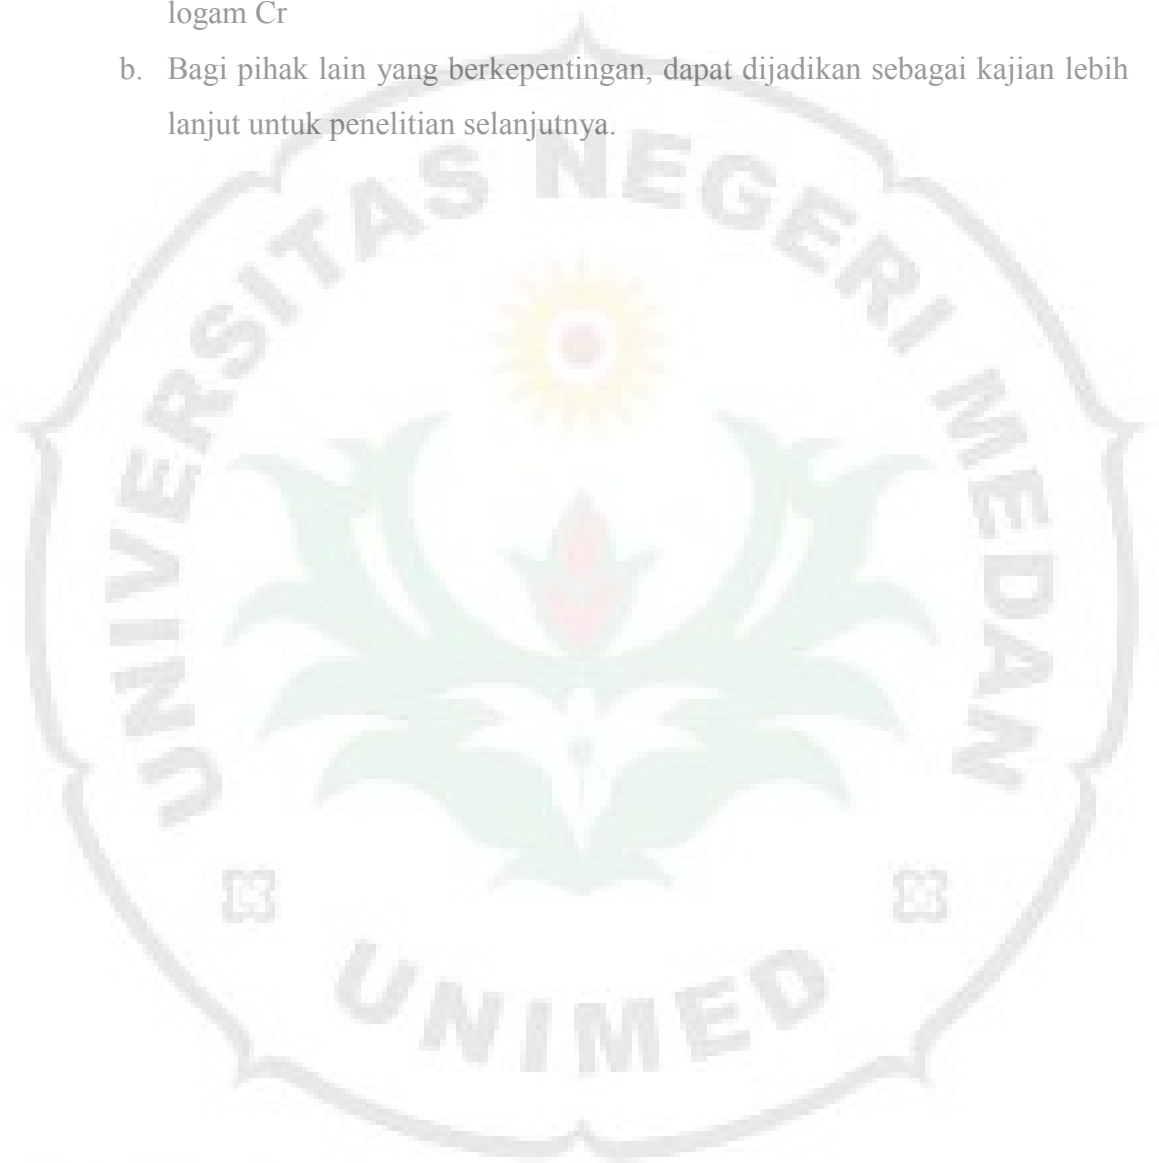 logam Cr
b. Bagi pihak lain yang berkepentingan, dapat dijadikan sebagai kajian lebih
lanjut untuk penelitian selanjutnya.
UNIVERSITAS NEGERI MEDAN
UNIMED